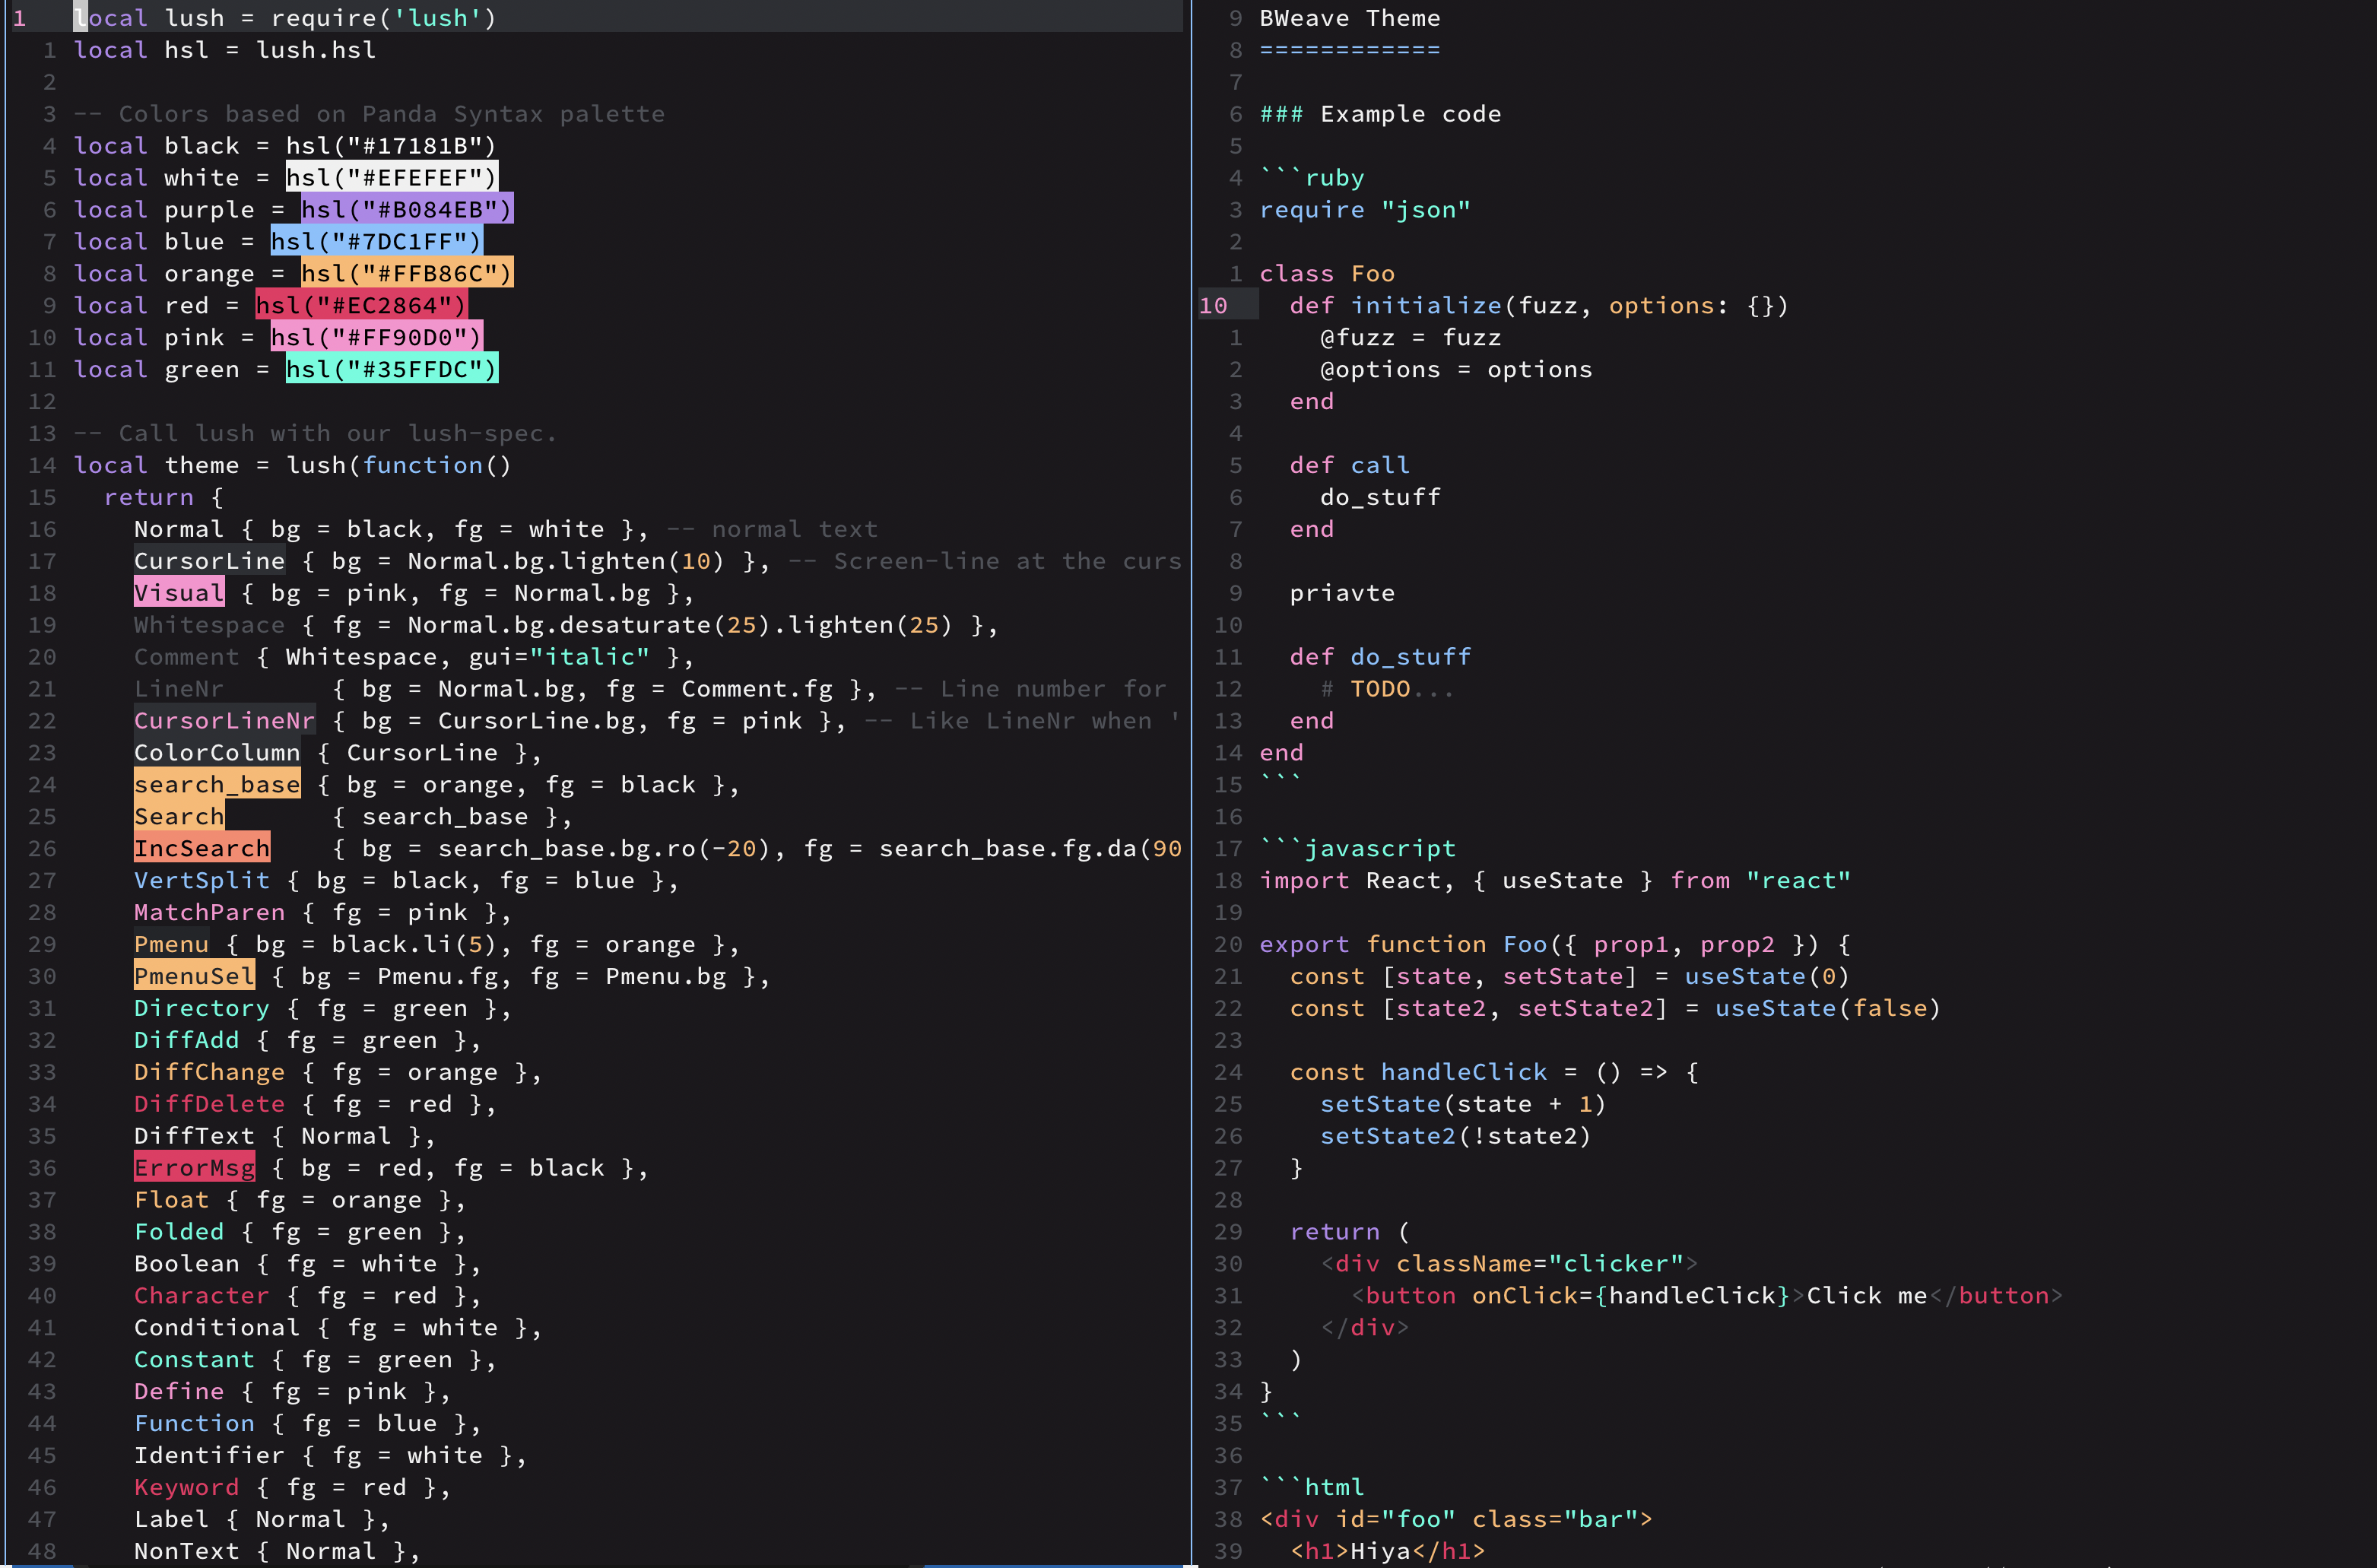 1 local lush = require('lush')
1 local hsl = lush.hsl
2
3 -- Colors based on Panda Syntax palette
4 local black = hsl("#17181B")
5 local white = hsl("#EFEFEF")
6 local purple = hsl("#B084EB")
7 local blue = hsl("#7DC1FF")
8 local orange = hsl("#FFB86C")
9 local red = hsl("#EC2864")
10 local pink = hsl("#FF90D0")
11 local green = hsl("#35FFDC")
12
13 -- Call lush with our lush-spec.
14 local theme = lush(function()
15   return {
16     Normal { bg = black, fg = white }, -- normal text
17     CursorLine { bg = Normal.bg.lighten(10) }, -- Screen-line at the curs
18     Visual { bg = pink, fg = Normal.bg },
19     Whitespace { fg = Normal.bg.desaturate(25).lighten(25) },
20     Comment { Whitespace, gui="italic" },
21     LineNr       { bg = Normal.bg, fg = Comment.fg }, -- Line number for
22     CursorLineNr { bg = CursorLine.bg, fg = pink }, -- Like LineNr when '
23     ColorColumn { CursorLine },
24     search_base { bg = orange, fg = black },
25     Search       { search_base },
26     IncSearch    { bg = search_base.bg.ro(-20), fg = search_base.fg.da(90
27     VertSplit { bg = black, fg = blue },
28     MatchParen { fg = pink },
29     Pmenu { bg = black.li(5), fg = orange },
30     PmenuSel { bg = Pmenu.fg, fg = Pmenu.bg },
31     Directory { fg = green },
32     DiffAdd { fg = green },
33     DiffChange { fg = orange },
34     DiffDelete { fg = red },
35     DiffText { Normal },
36     ErrorMsg { bg = red, fg = black },
37     Float { fg = orange },
38     Folded { fg = green },
39     Boolean { fg = white },
40     Character { fg = red },
41     Conditional { fg = white },
42     Constant { fg = green },
43     Define { fg = pink },
44     Function { fg = blue },
45     Identifier { fg = white },
46     Keyword { fg = red },
47     Label { Normal },
48     NonText { Normal },
9 BWeave Theme
8 ============
7
6 ### Example code
5
4 ```ruby
3 require "json"
2
1 class Foo
10   def initialize(fuzz, options: {})
1     @fuzz = fuzz
2     @options = options
3   end
4
5   def call
6     do_stuff
7   end
8
9   priavte
10
11   def do_stuff
12     # TODO...
13   end
14 end
15 ```
16
17 ```javascript
18 import React, { useState } from "react"
19
20 export function Foo({ prop1, prop2 }) {
21   const [state, setState] = useState(0)
22   const [state2, setState2] = useState(false)
23
24   const handleClick = () => {
25     setState(state + 1)
26     setState2(!state2)
27   }
28
29   return (
30     <div className="clicker">
31       <button onClick={handleClick}>Click me</button>
32     </div>
33   )
34 }
35 ```
36
37 ```html
38 <div id="foo" class="bar">
39   <h1>Hiya</h1>